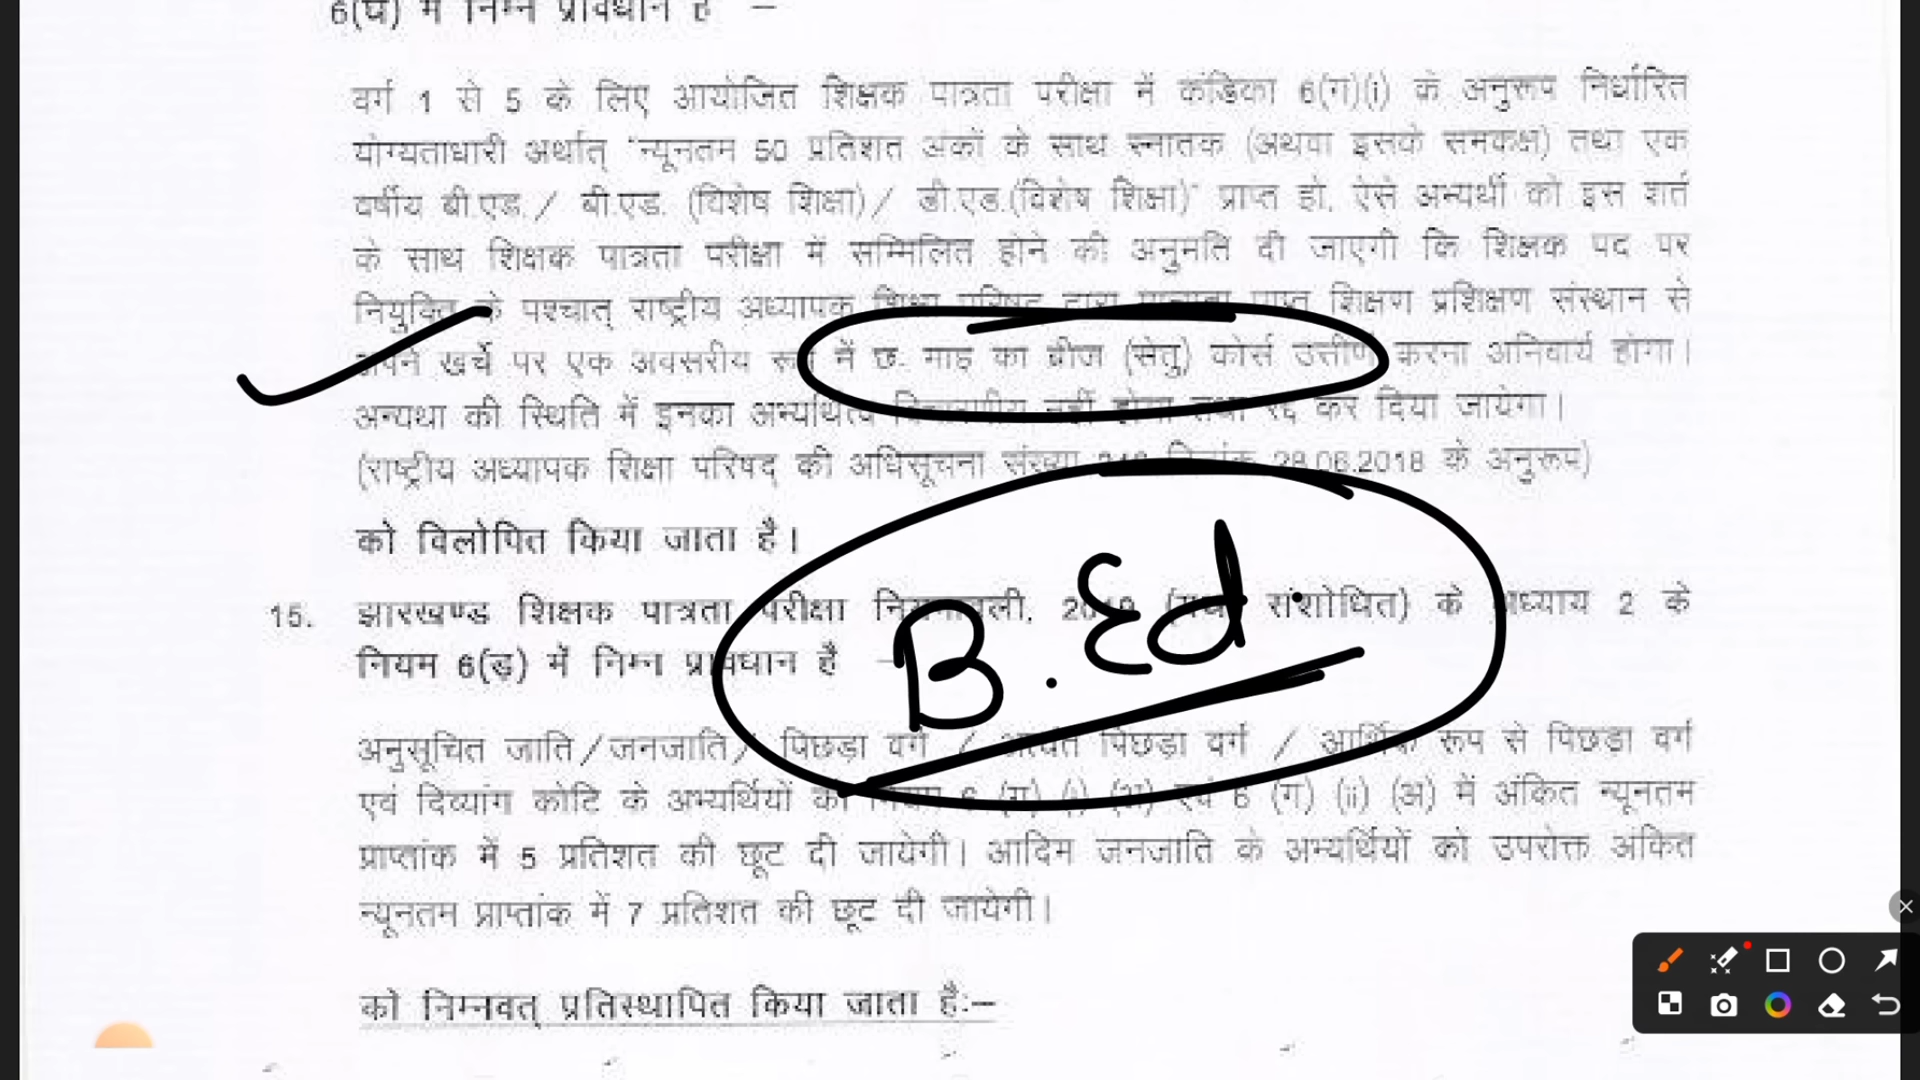 6(घ) में निम्न प्रावधान है –
वर्ग 1 से 5 के लिए आयोजित शिक्षक पात्रता परीक्षा में कंडिका 6(ग)(i) के अनुरूप निर्धारित
योग्यताधारी अर्थात् "न्यूनतम 50 प्रतिशत अंकों के साथ स्नातक (अथवा इसके समकक्ष) तथा एक
वर्षीय बी.एड./ बी.एड. (विशेष शिक्षा)/ डी.एड.(विशेष शिक्षा)" प्राप्त हो, ऐसे अभ्यर्थी को इस शर्त
के साथ शिक्षक पात्रता परीक्षा में सम्मिलित होने की अनुमति दी जाएगी कि शिक्षक पद पर
नियुक्ति के पश्चात् राष्ट्रीय अध्यापक शिक्षा परिषद द्वारा मान्यता प्राप्त शिक्षण प्रशिक्षण संस्थान से
अपने खर्चे पर एक अवसरीय रूप में छः माह का ब्रीज (सेतु) कोर्स उत्तीर्ण करना अनिवार्य होगा।
अन्यथा की स्थिति में इनका अभ्यर्थित्व विचारणीय नहीं होगा तथा रद्द कर दिया जायेगा।
(राष्ट्रीय अध्यापक शिक्षा परिषद् की अधिसूचना संख्या दिनांक 28.06.2018 के अनुरूप)
को विलोपित किया जाता है।
B.Ed
15. झारखण्ड शिक्षक पात्रता परीक्षा नियमावली, (यथा संशोधित) के अध्याय 2 के
नियम 6(ड़) में निम्न प्रावधान है –
अनुसूचित जाति/जनजाति/ पिछड़ा वर्ग / अत्यंत पिछड़ा वर्ग / आर्थिक रूप से पिछड़ा वर्ग
एवं दिव्यांग कोटि के अभ्यर्थियों को नियम 6 (ग) (i) (अ) एवं 6 (ग) (ii) (अ) में अंकित न्यूनतम
प्राप्तांक में 5 प्रतिशत की छूट दी जायेगी। आदिम जनजाति के अभ्यर्थियों को उपरोक्त अंकित
न्यूनतम प्राप्तांक में 7 प्रतिशत की छूट दी जायेगी।
को निम्नवत् प्रतिस्थापित किया जाता है:–